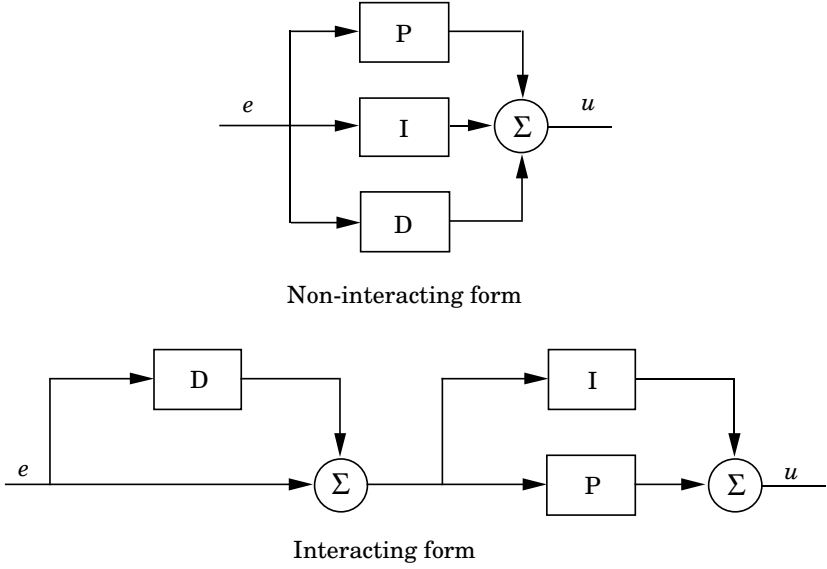 P
e
I
Σ
u
D
Non-interacting form
D
I
e
Σ
P
Σ
u
Interacting form